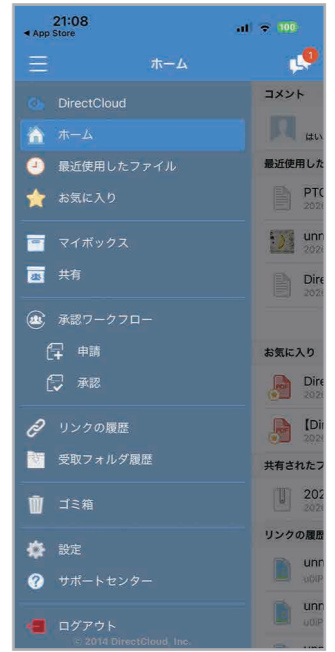 21:08
◀ App Store
100
ホーム
1
DirectCloud
ホーム
最近使用したファイル
お気に入り
マイボックス
共有
承認ワークフロー
申請
承認
リンクの履歴
受取フォルダ履歴
ゴミ箱
設定
サポートセンター
ログアウト
© 2014 DirectCloud, Inc.
コメント
はい
最近使用した
PTC
202
unn
202
Dire
202
お気に入り
Dire
202
【Di
202
共有されたフ
202
202
リンクの履歴
unn
u0iP
unn
u0iP